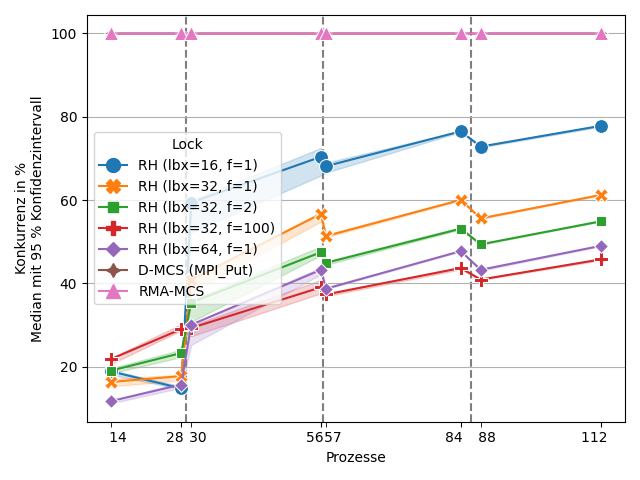 Konkurrenz in %
Median mit 95 % Konfidenzintervall
100
80
60
40
20
Lock
RH (lbx=16, f=1)
RH (lbx=32, f=1)
RH (lbx=32, f=2)
RH (lbx=32, f=100)
RH (lbx=64, f=1)
D-MCS (MPI_Put)
RMA-MCS
14 28 30 56 57 84 88 112
Prozesse